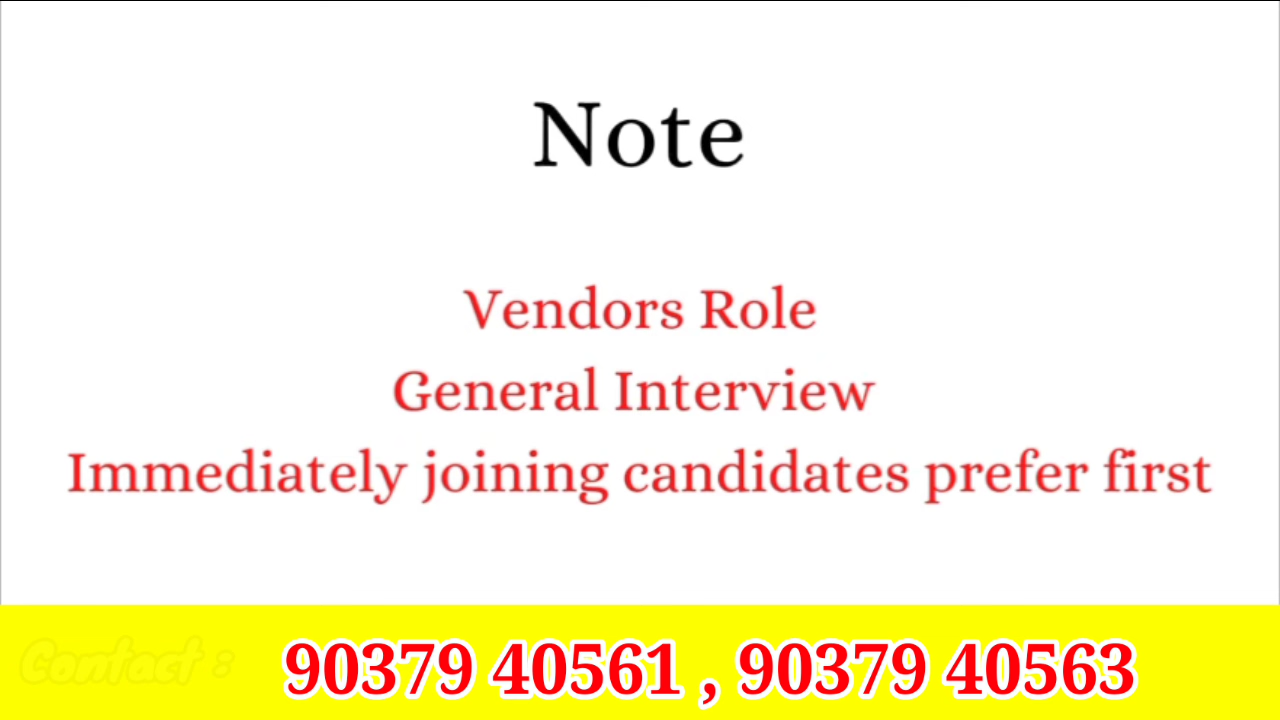 Note
Vendors Role
General Interview
Immediately joining candidates prefer first
Contact : 90379 40561 , 90379 40563